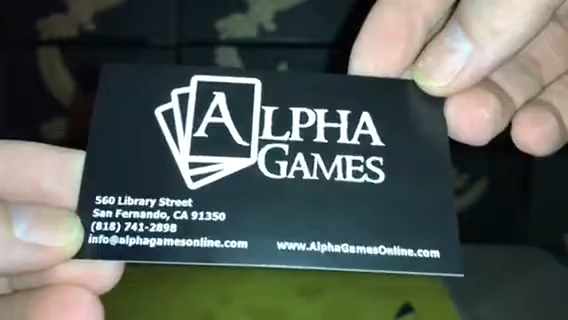 ALPHA
GAMES
560 Library Street
San Fernando, CA 91350
(818) 741-2898
info@alphagamesonline.com
www.AlphaGamesOnline.com